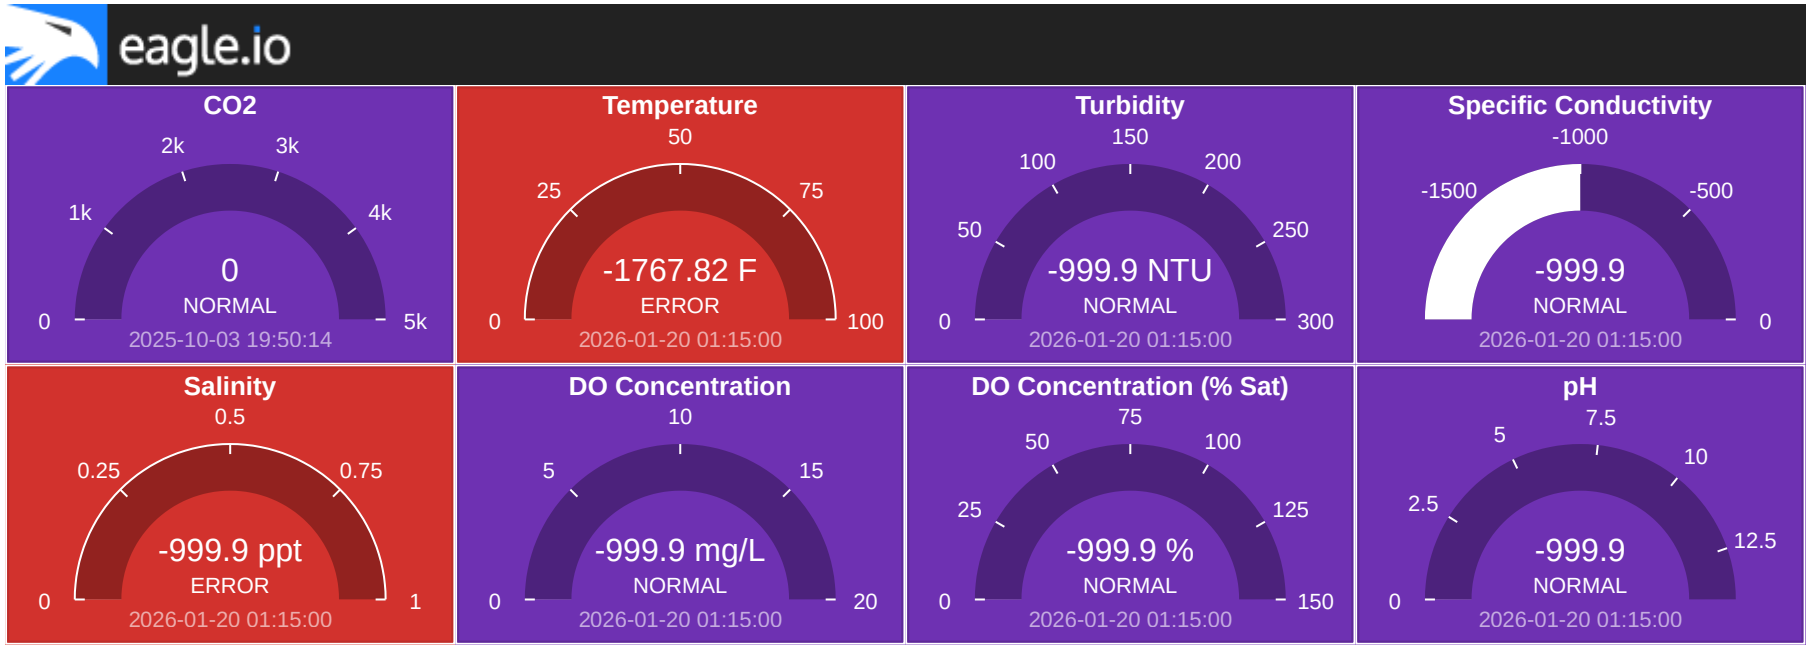 eagle.io
CO2
2k
3k
1k
4k
0
NORMAL
0
5k
2025-10-03 19:50:14
Temperature
50
25
75
-1767.82 F
ERROR
0
100
2026-01-20 01:15:00
Turbidity
150
100
200
50
250
-999.9 NTU
NORMAL
0
300
2026-01-20 01:15:00
Specific Conductivity
-1000
-1500
-500
-999.9
NORMAL
0
2026-01-20 01:15:00
Salinity
0.5
0.25
0.75
-999.9 ppt
ERROR
0
1
2026-01-20 01:15:00
DO Concentration
10
5
15
-999.9 mg/L
NORMAL
0
20
2026-01-20 01:15:00
DO Concentration (% Sat)
75
50
100
25
125
-999.9 %
NORMAL
0
150
2026-01-20 01:15:00
pH
7.5
5
10
2.5
12.5
-999.9
NORMAL
0
2026-01-20 01:15:00